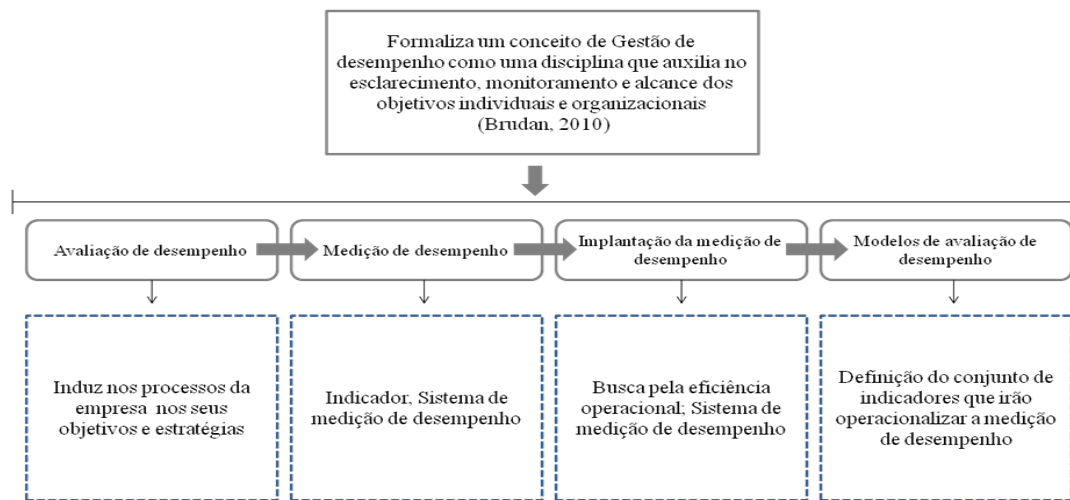 Formaliza um conceito de Gestão de
desempenho como uma disciplina que auxilia no
esclarecimento, monitoramento e alcance dos
objetivos individuais e organizacionais
(Brudan, 2010)
Avaliação de desempenho
Medição de desempenho
Implantação da medição de
desempenho
Modelos de avaliação de
desempenho
Induz nos processos da
empresa nos seus
objetivos e estratégias
Indicador, Sistema de
medição de desempenho
Busca pela eficiência
operacional; Sistema de
medição de desempenho
Definição do conjunto de
indicadores que irão
operacionalizar a medição
de desempenho